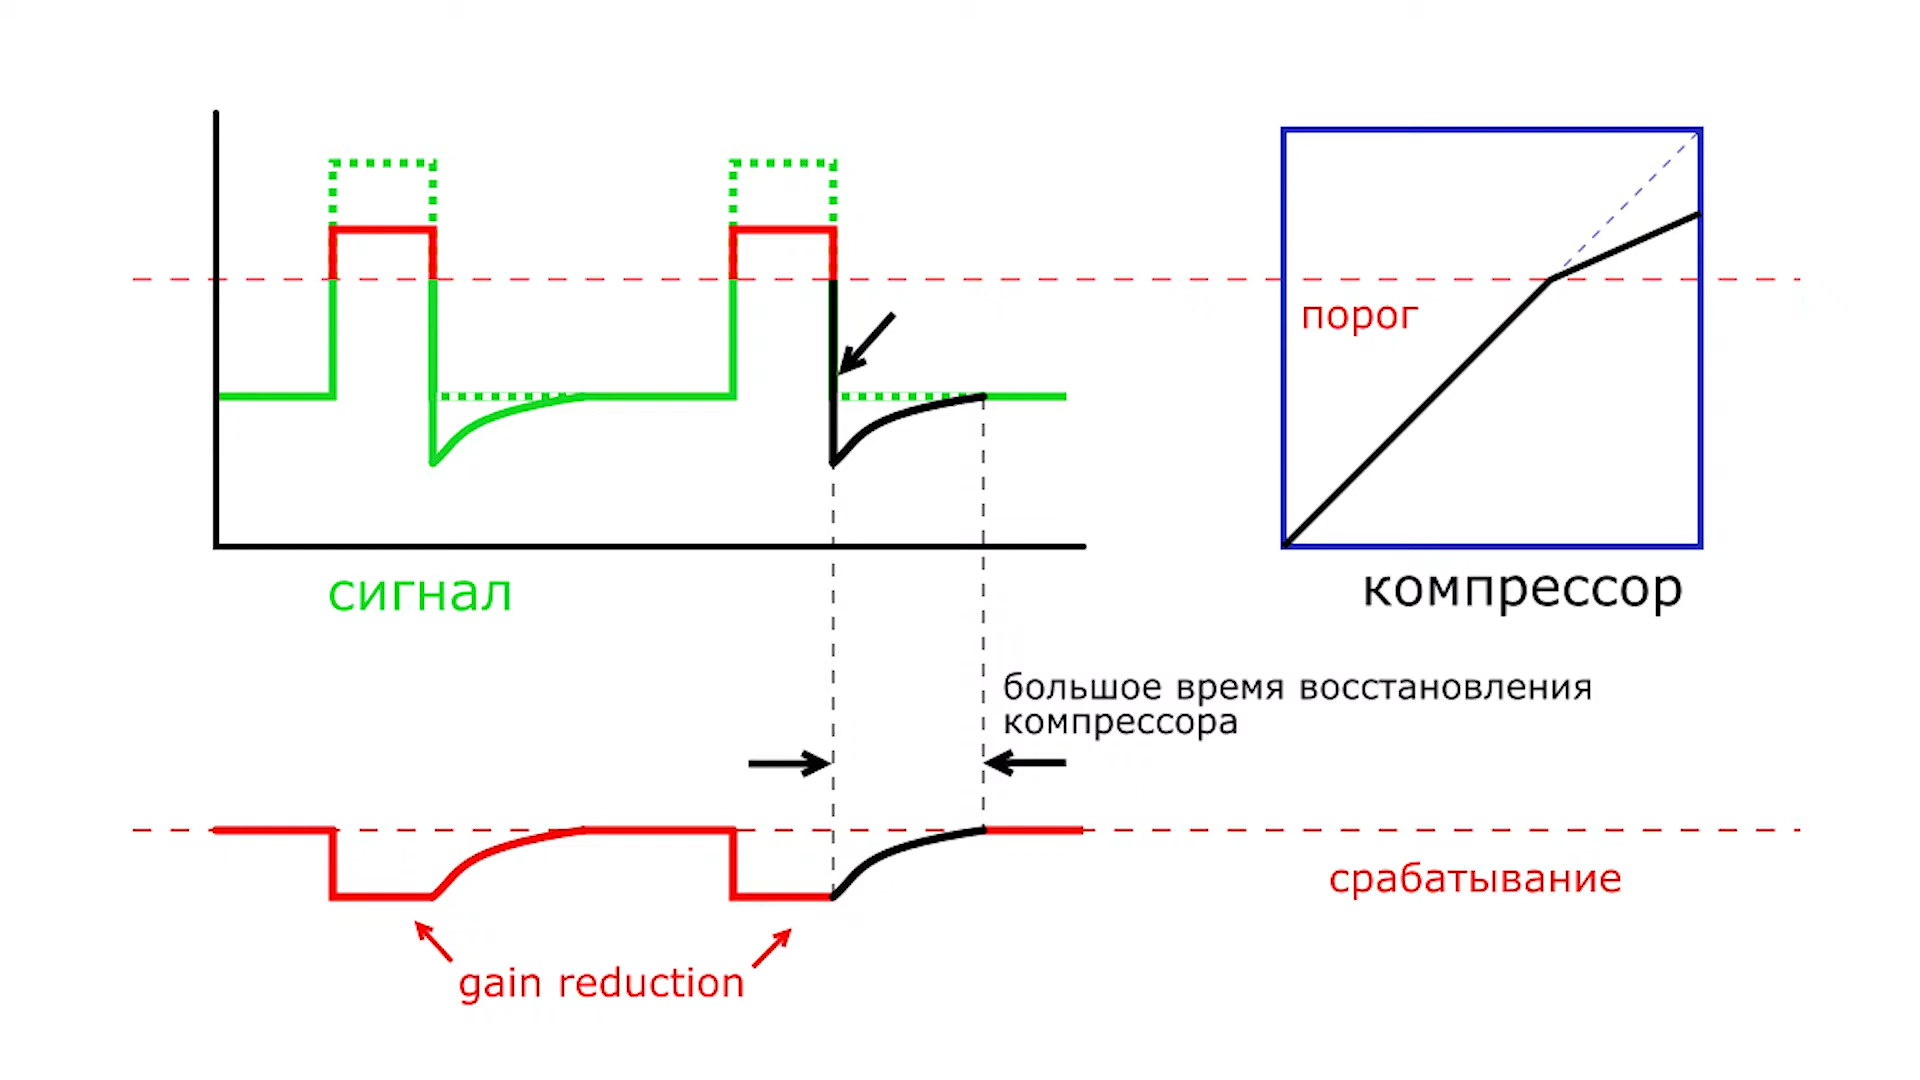 порог
сигнал
компрессор
большое время восстановления
компрессора
срабатывание
gain reduction